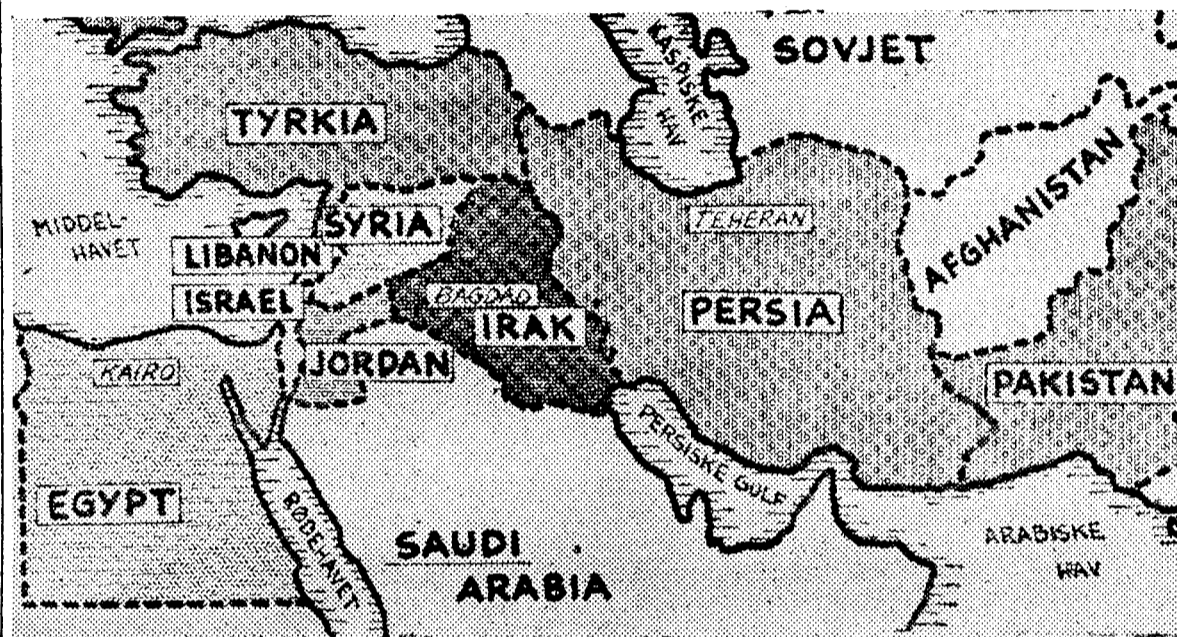 SOVJET
KASPISKE
HAV
TYRKIA
AFGHANISTAN
MIDDEL-
HAVET
SYRIA
TEHERAN
LIBANON
ISRAEL
BAGDAD
IRAK
PERSIA
KAIRO
JORDAN
PAKISTAN
PERSISKE GULF
EGYPT
RØDEHAVET
SAUDI
ARABIA
ARABISKE
HAV